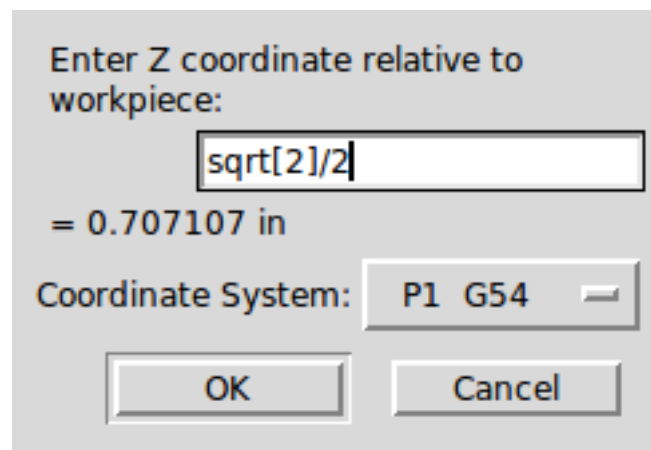 Enter Z coordinate relative to
workpiece:
sqrt[2]/2
= 0.707107 in
Coordinate System: P1 G54
OK Cancel